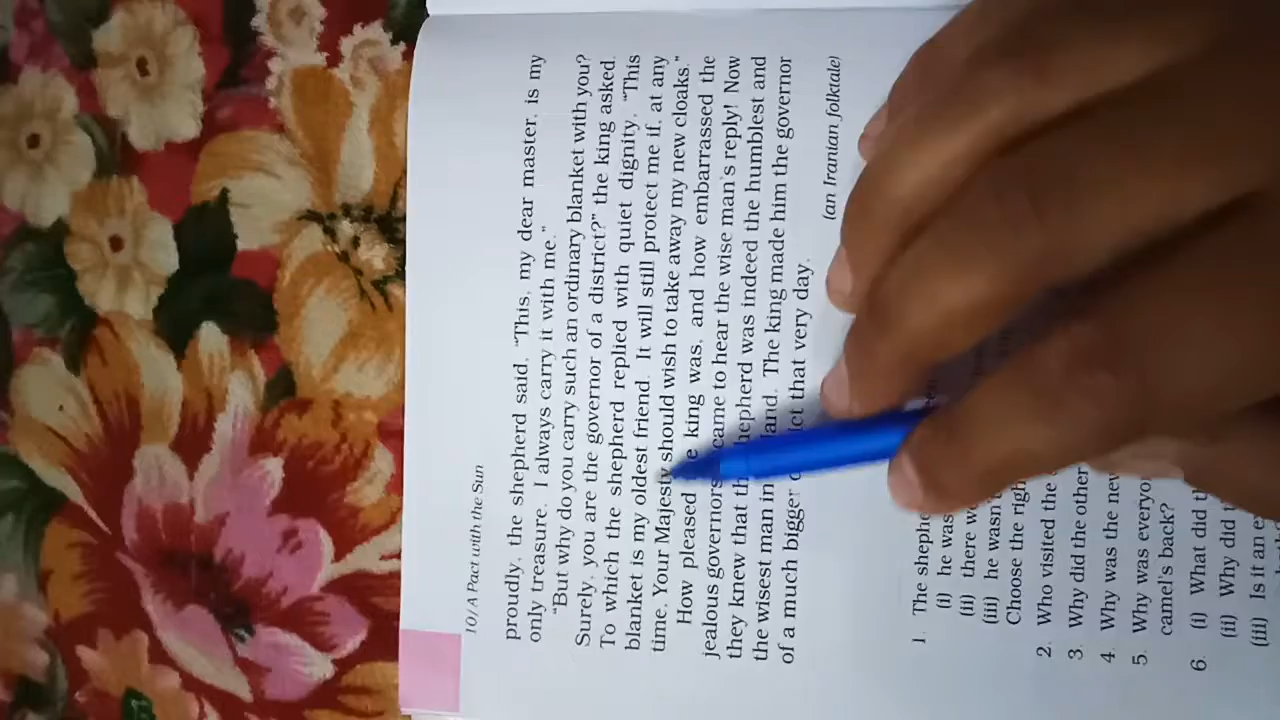 10/A Pact with the Sun
proudly, the shepherd said. "This, my dear master, is my
only treasure. I always carry it with me."
"But why do you carry such an ordinary blanket with you?
Surely, you are the governor of a district?" the king asked.
To which the shepherd replied with quiet dignity, "This
blanket is my oldest friend. It will still protect me if, at any
time, Your Majesty should wish to take away my new cloaks."
How pleased king was, and how embarrassed the
jealous governors came to hear the wise man's reply! Now
they knew that shepherd was indeed the humblest and
the wisest man in land. The king made him the governor
of a much bigger that very day.
(an Iranian folktale)
1. The
(i) he was
(ii) there
(iii) he wasn't
Choose the
2. Who visited the
3. Why did the other
4. Why was the
5. Why was
camel's back?
6. (i) What did
(ii) Why did
(iii) Is it an